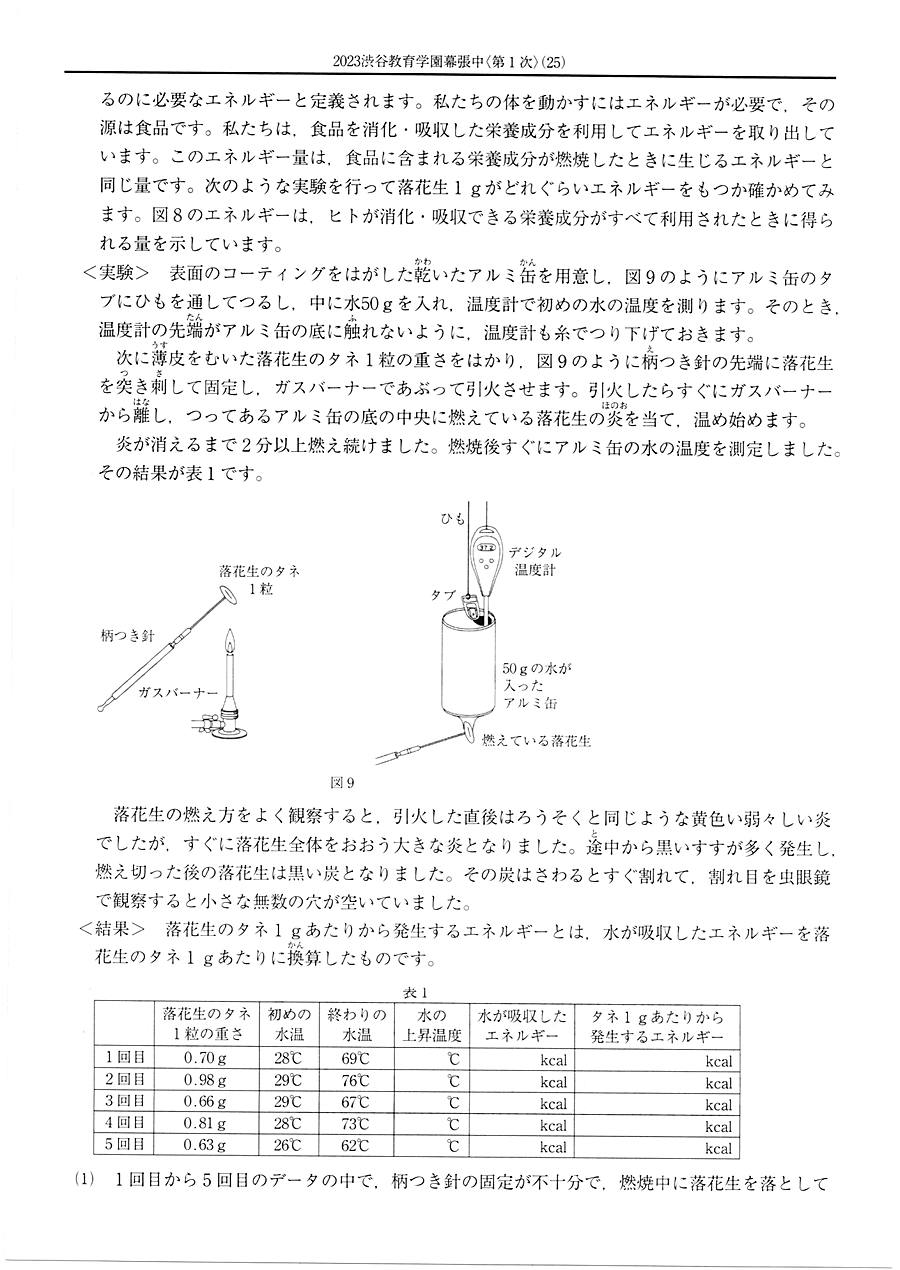 2023渋谷教育学園幕張中〈第1次〉(25)
るのに必要なエネルギーと定義されます。私たちの体を動かすにはエネルギーが必要で，その
源は食品です。私たちは，食品を消化・吸収した栄養成分を利用してエネルギーを取り出して
います。このエネルギー量は，食品に含まれる栄養成分が燃焼したときに生じるエネルギーと
同じ量です。次のような実験を行って落花生1gがどれぐらいエネルギーをもつか確かめてみ
ます。図8のエネルギーは，ヒトが消化・吸収できる栄養成分がすべて利用されたときに得ら
れる量を示しています。
かわ かん
＜実験＞ 表面のコーティングをはがした乾いたアルミ缶を用意し，図9のようにアルミ缶のタ
ブにひもを通してつるし，中に水50gを入れ，温度計で初めの水の温度を測ります。そのとき，
たん ふ
温度計の先端がアルミ缶の底に触れないように，温度計も糸でつり下げておきます。
うす え
次に薄皮をむいた落花生のタネ1粒の重さをはかり，図9のように柄つき針の先端に落花生
つ さ
を突き刺して固定し，ガスバーナーであぶって引火させます。引火したらすぐにガスバーナー
はな ほのお
から離し，つってあるアルミ缶の底の中央に燃えている落花生の炎を当て，温め始めます。
炎が消えるまで2分以上燃え続けました。燃焼後すぐにアルミ缶の水の温度を測定しました。
その結果が表1です。
ひも
37.2
デジタル
温度計
落花生のタネ
1粒
タブ
柄つき針
ガスバーナー
50gの水が
入った
アルミ缶
燃えている落花生
図9
落花生の燃え方をよく観察すると，引火した直後はろうそくと同じような黄色い弱々しい炎
と
でしたが，すぐに落花生全体をおおう大きな炎となりました。途中から黒いすすが多く発生し，
燃え切った後の落花生は黒い炭となりました。その炭はさわるとすぐ割れて，割れ目を虫眼鏡
で観察すると小さな無数の穴が空いていました。
＜結果＞ 落花生のタネ1gあたりから発生するエネルギーとは，水が吸収したエネルギーを落
かん
花生のタネ1gあたりに換算したものです。
表1
落花生のタネ1粒の重さ 初めの水温 終わりの水温 水の上昇温度 水が吸収したエネルギー タネ1gあたりから発生するエネルギー
1回目 0.70g 28℃ 69℃ ℃ kcal kcal
2回目 0.98g 29℃ 76℃ ℃ kcal kcal
3回目 0.66g 29℃ 67℃ ℃ kcal kcal
4回目 0.81g 28℃ 73℃ ℃ kcal kcal
5回目 0.63g 26℃ 62℃ ℃ kcal kcal
(1) 1回目から5回目のデータの中で，柄つき針の固定が不十分で，燃焼中に落花生を落として